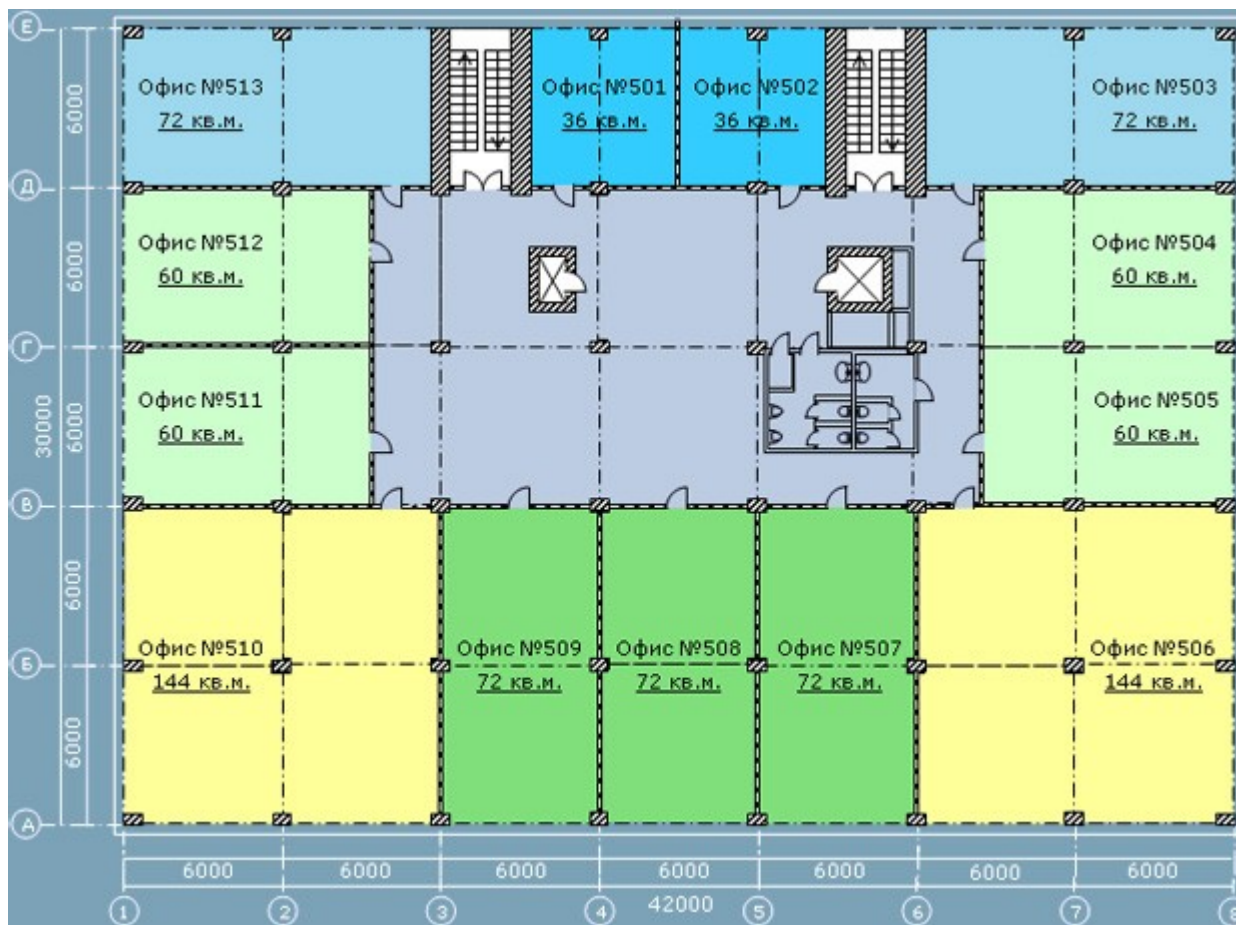 Е
Офис №513
72 кв.м.
Офис №501
36 кв.м.
Офис №502
36 кв.м.
Офис №503
72 кв.м.
6000
Д
Офис №512
60 кв.м.
Офис №504
60 кв.м.
6000
Г
Офис №511
60 кв.м.
Офис №505
60 кв.м.
30000
6000
В
6000
Офис №510
144 кв.м.
Офис №509
72 кв.м.
Офис №508
72 кв.м.
Офис №507
72 кв.м.
Офис №506
144 кв.м.
Б
6000
А
6000 6000 6000 6000 6000 6000 6000
42000
1 2 3 4 5 6 7 8